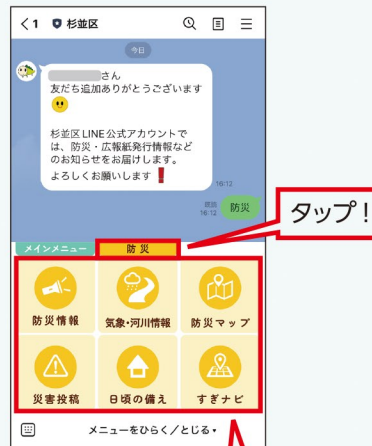 1 杉並区
今日
さん
友だち追加ありがとうございます
杉並区LINE公式アカウントで
は、防災・広報紙発行情報など
のお知らせをお届けします。
よろしくお願いします❗
16:12
既読
16:12
防災
タップ!
メインメニュー 防災
防災情報 気象・河川情報 防災マップ
災害投稿 日頃の備え すぎナビ
メニューをひらく/とじる▾